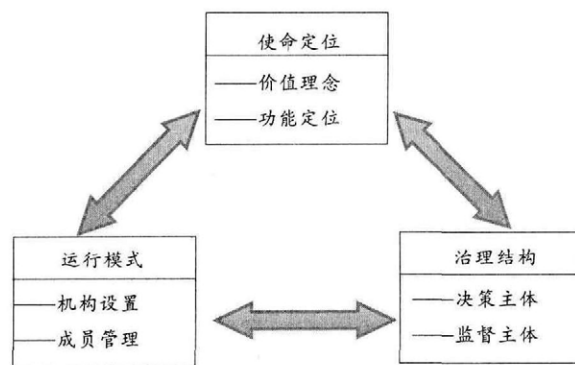 使命定位
——价值理念
——功能定位
运行模式
——机构设置
——成员管理
治理结构
——决策主体
——监督主体